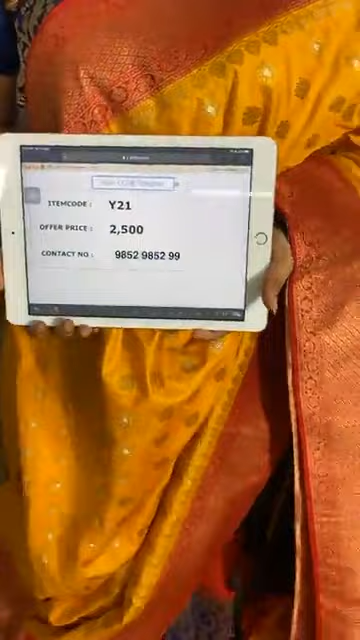 ITEMCODE : Y21
OFFER PRICE : 2,500
CONTACT NO : 9852 9852 99